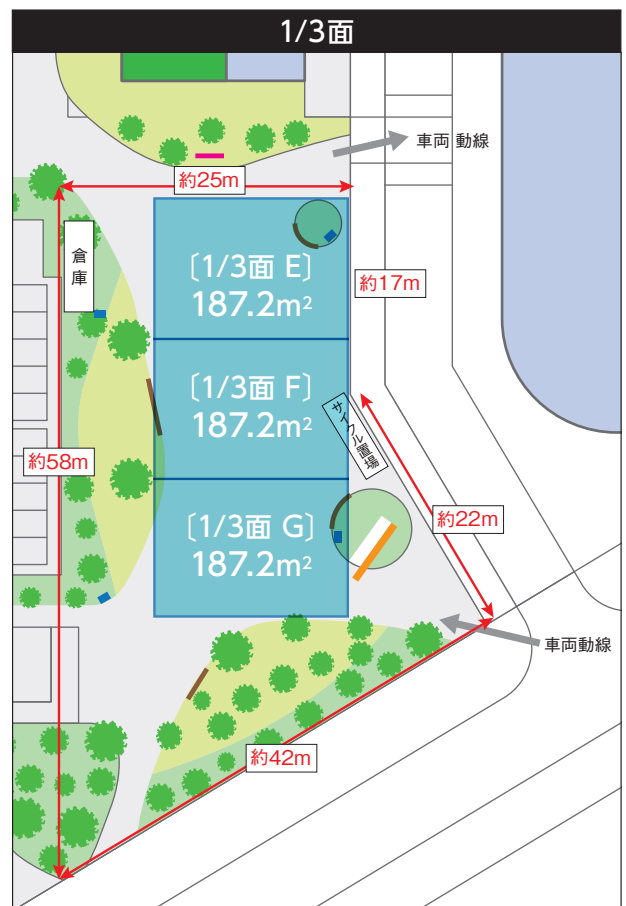 1/3面
車両動線
約25m
倉庫
〔1/3面 E〕
187.2m²
約17m
〔1/3面 F〕
187.2m²
サイクル置場
約58m
〔1/3面 G〕
187.2m²
約22m
車両動線
約42m